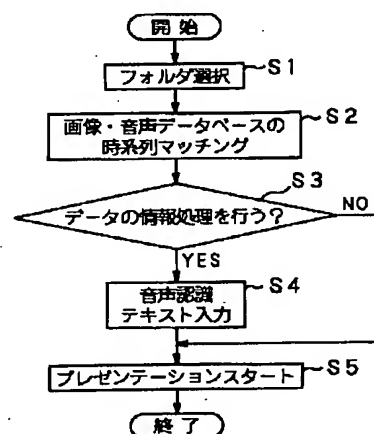 開始
フォルダ選択 S1
画像・音声データベースの S2
時系列マッチング
S3
データの情報処理を行う? NO
YES
音声認識 S4
テキスト入力
プレゼンテーションスタート S5
終了